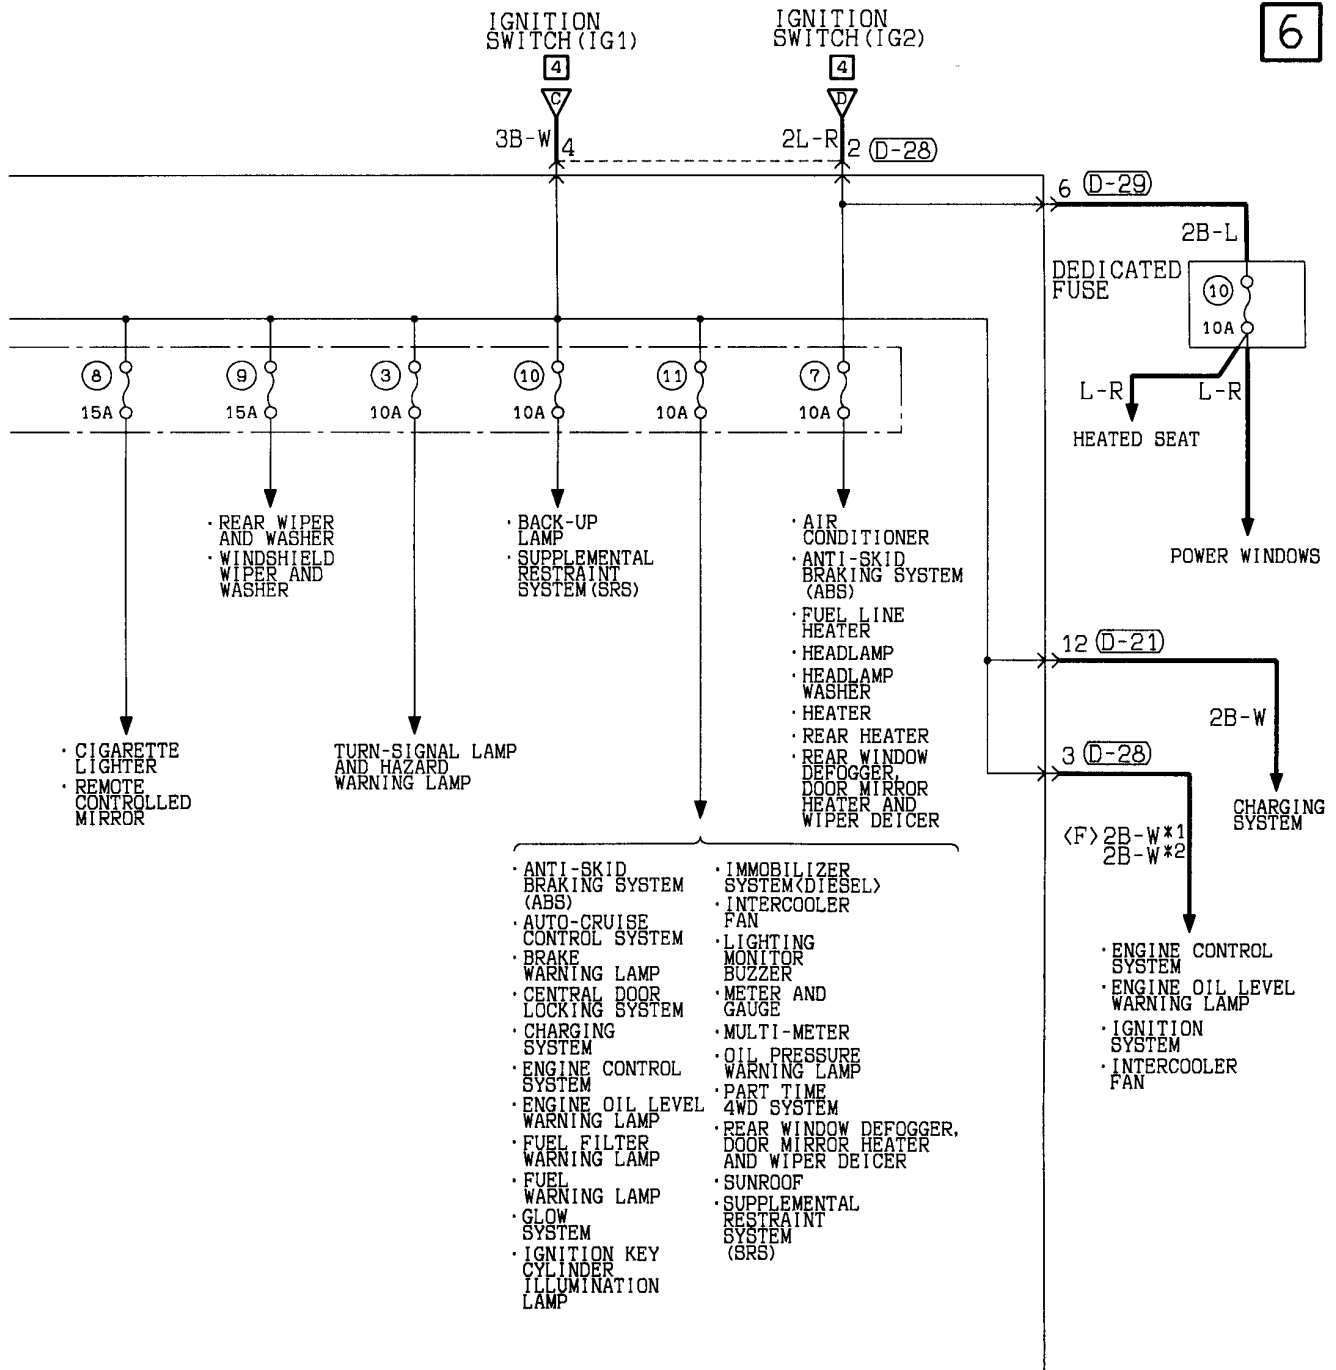 IGNITION
SWITCH(IG1)
4
C
3B-W
4
IGNITION
SWITCH(IG2)
4
D
2L-R
2 (D-28)
6
6 (D-29)
2B-L
DEDICATED
FUSE
10
10A
L-R
L-R
HEATED SEAT
POWER WINDOWS
8
15A
9
15A
3
10A
10
10A
11
10A
7
10A
· CIGARETTE
LIGHTER
· REMOTE
CONTROLLED
MIRROR
· REAR WIPER
AND WASHER
· WINDSHIELD
WIPER AND
WASHER
TURN-SIGNAL LAMP
AND HAZARD
WARNING LAMP
· BACK-UP
LAMP
· SUPPLEMENTAL
RESTRAINT
SYSTEM(SRS)
· AIR
CONDITIONER
· ANTI-SKID
BRAKING SYSTEM
(ABS)
· FUEL LINE
HEATER
· HEADLAMP
· HEADLAMP
WASHER
· HEATER
· REAR HEATER
· REAR WINDOW
DEFOGGER,
DOOR MIRROR
HEATER AND
WIPER DEICER
· ANTI-SKID
BRAKING SYSTEM
(ABS)
· AUTO-CRUISE
CONTROL SYSTEM
· BRAKE
WARNING LAMP
· CENTRAL DOOR
LOCKING SYSTEM
· CHARGING
SYSTEM
· ENGINE CONTROL
SYSTEM
· ENGINE OIL LEVEL
WARNING LAMP
· FUEL FILTER
WARNING LAMP
· FUEL
WARNING LAMP
· GLOW
SYSTEM
· IGNITION KEY
CYLINDER
ILLUMINATION
LAMP
· IMMOBILIZER
SYSTEM<DIESEL>
· INTERCOOLER
FAN
· LIGHTING
MONITOR
BUZZER
· METER AND
GAUGE
· MULTI-METER
· OIL PRESSURE
WARNING LAMP
· PART TIME
4WD SYSTEM
· REAR WINDOW DEFOGGER,
DOOR MIRROR HEATER
AND WIPER DEICER
· SUNROOF
· SUPPLEMENTAL
RESTRAINT
SYSTEM
(SRS)
12 (D-21)
2B-W
CHARGING
SYSTEM
3 (D-28)
<F>2B-W*1
2B-W*2
· ENGINE CONTROL
SYSTEM
· ENGINE OIL LEVEL
WARNING LAMP
· IGNITION
SYSTEM
· INTERCOOLER
FAN